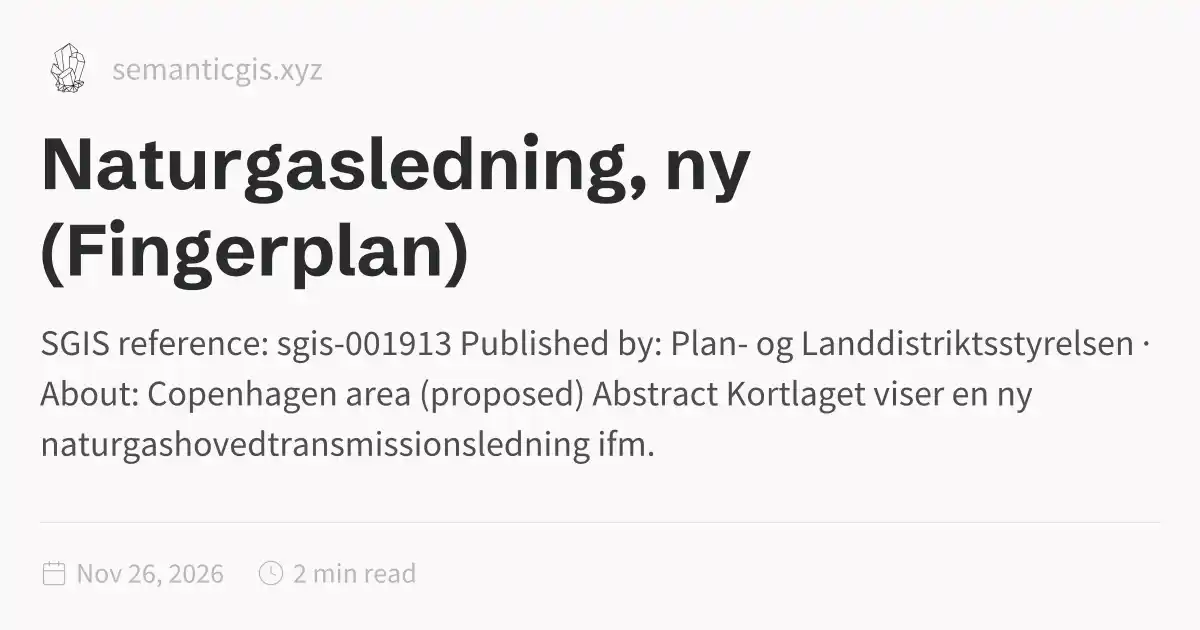 semanticgis.xyz
Naturgasledning, ny
(Fingerplan)
SGIS reference: sgis-001913 Published by: Plan- og Landdistriktsstyrelsen ·
About: Copenhagen area (proposed) Abstract Kortlaget viser en ny
naturgashovedtransmissionsledning ifm.
Nov 26, 2026 2 min read